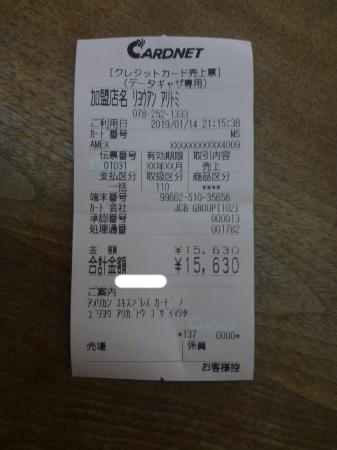 CARDNET
[クレジットカード売上票]
(データギャザ専用)
加盟店名 リヨウアン アリトミ
078-252-1333
ご利用日 2019/01/14 21:15:38
カード番号 MS
AMEX XXXXXXXXXXX4009
伝票番号 有効期限 取引内容
01031 XX年XX月 売上
支払区分 取扱区分 商品区分
一括 110 ****
端末番号 99662-510-35656
カード会社 JCB GROUP(102)
承認番号 000013
処理通番 001782
金 額 ¥15,630
合計金額 ¥15,630
ご案内
アメリカン エキスプレス カードノ
ゴリヨウ アリカトウ ゴザイマシタ
CARDNET
*137 0000*
売場 係員
お客様控